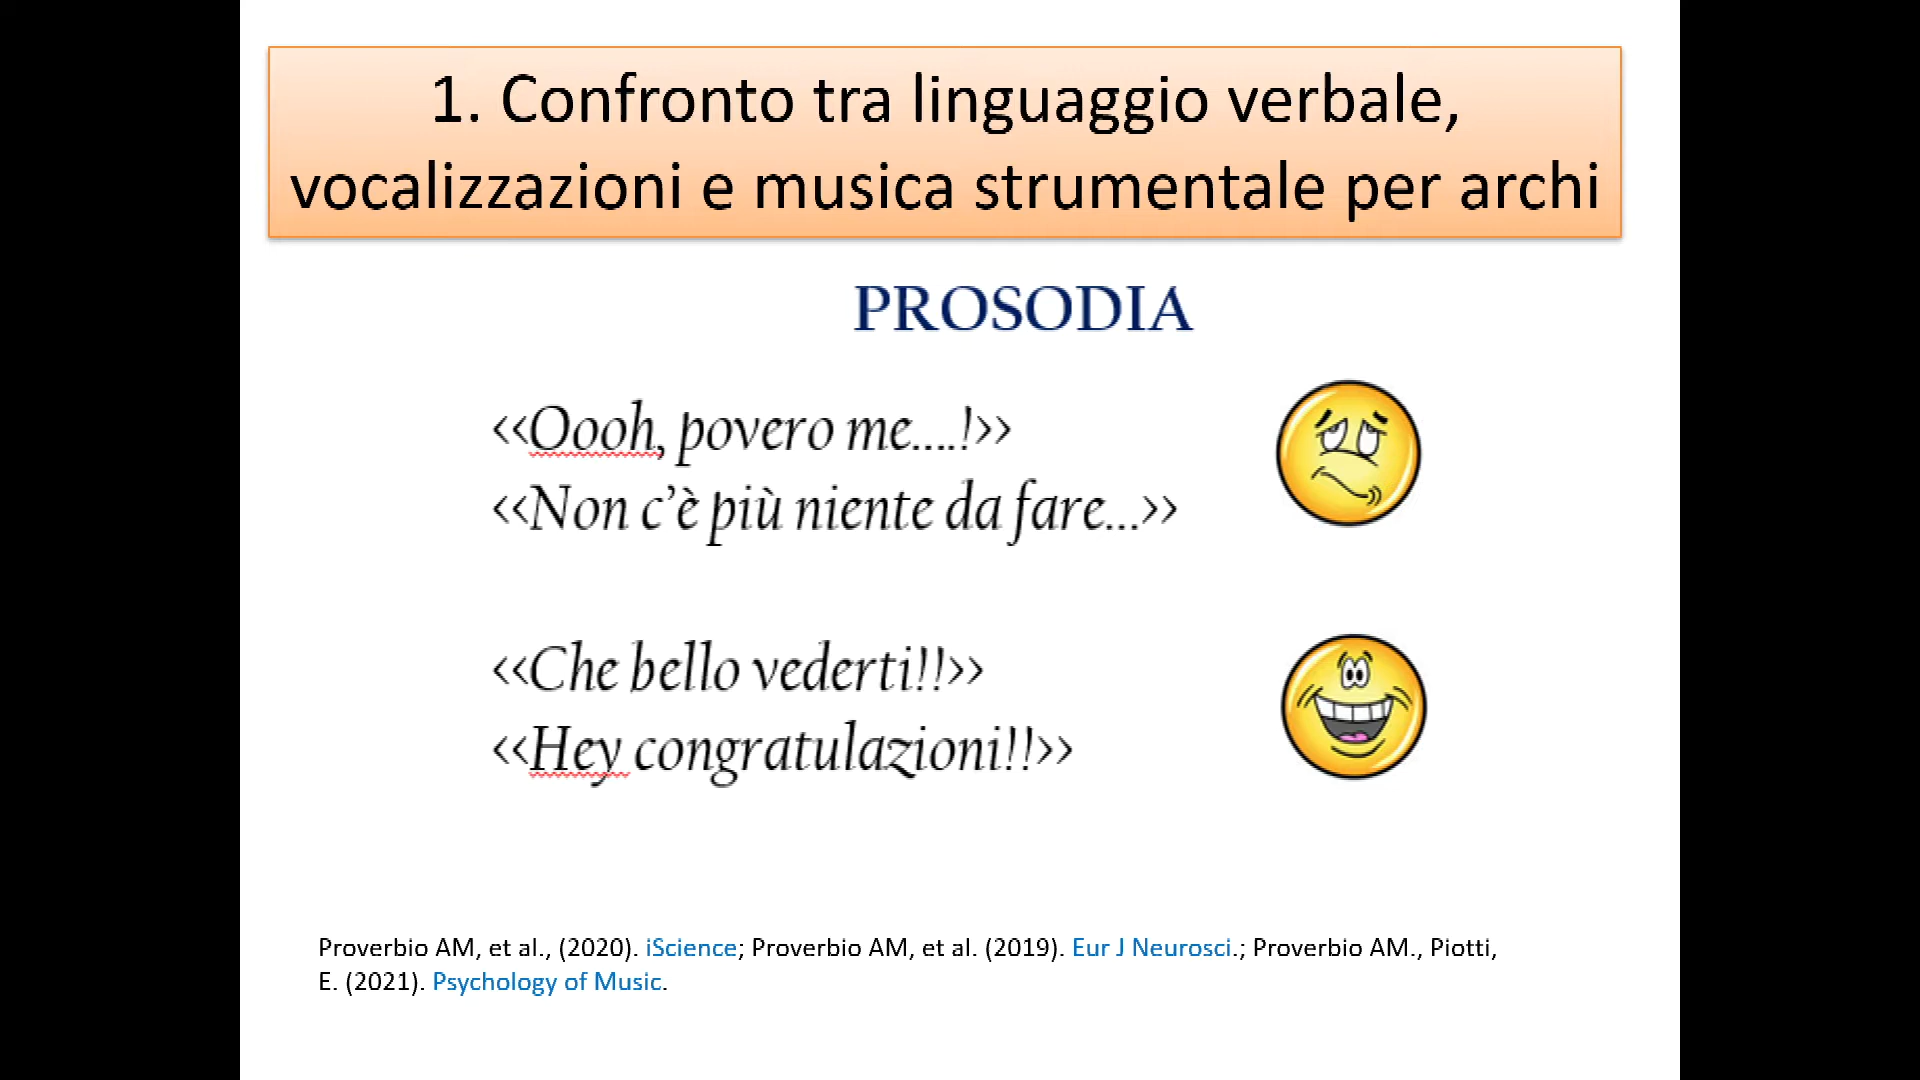 1. Confronto tra linguaggio verbale,
vocalizzazioni e musica strumentale per archi
PROSODIA
<<Oooh, povero me....!>>
<<Non c’è più niente da fare...>>
<<Che bello vederti!!>>
<<Hey congratulazioni!!>>
Proverbio AM, et al., (2020). iScience; Proverbio AM, et al. (2019). Eur J Neurosci.; Proverbio AM., Piotti,
E. (2021). Psychology of Music.